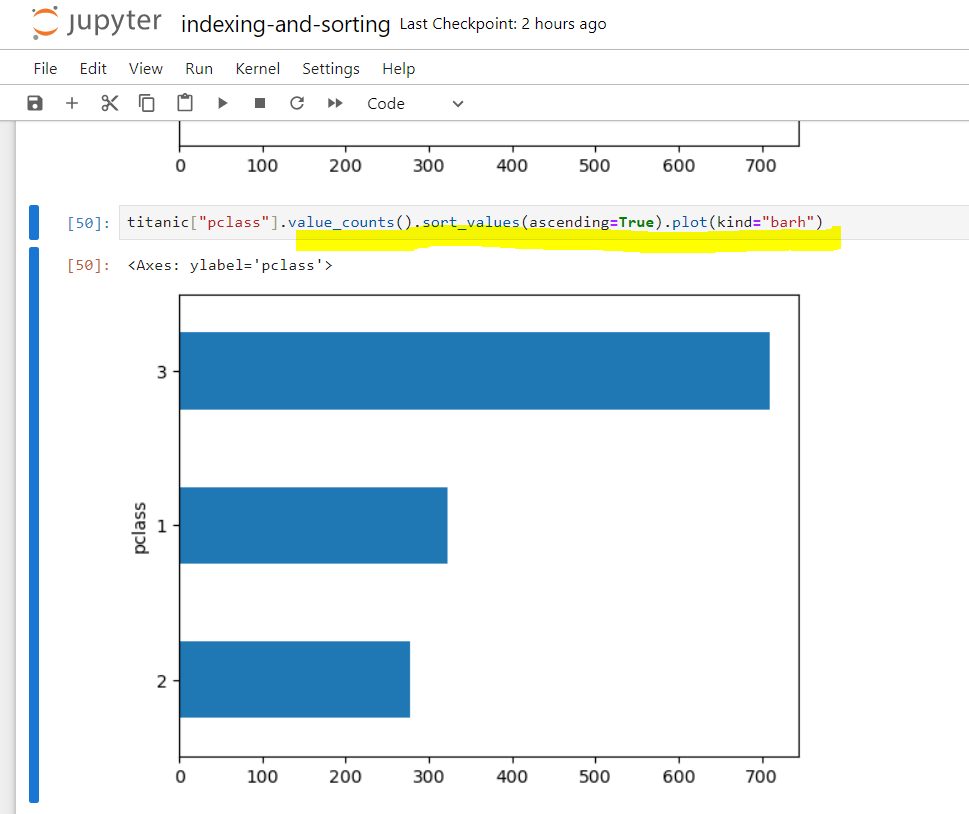 jupyter indexing-and-sorting Last Checkpoint: 2 hours ago
File Edit View Run Kernel Settings Help
Code
0 100 200 300 400 500 600 700
[50]: titanic["pclass"].value_counts().sort_values(ascending=True).plot(kind="barh")
[50]: <Axes: ylabel='pclass'>
3
pclass
1
2
0 100 200 300 400 500 600 700